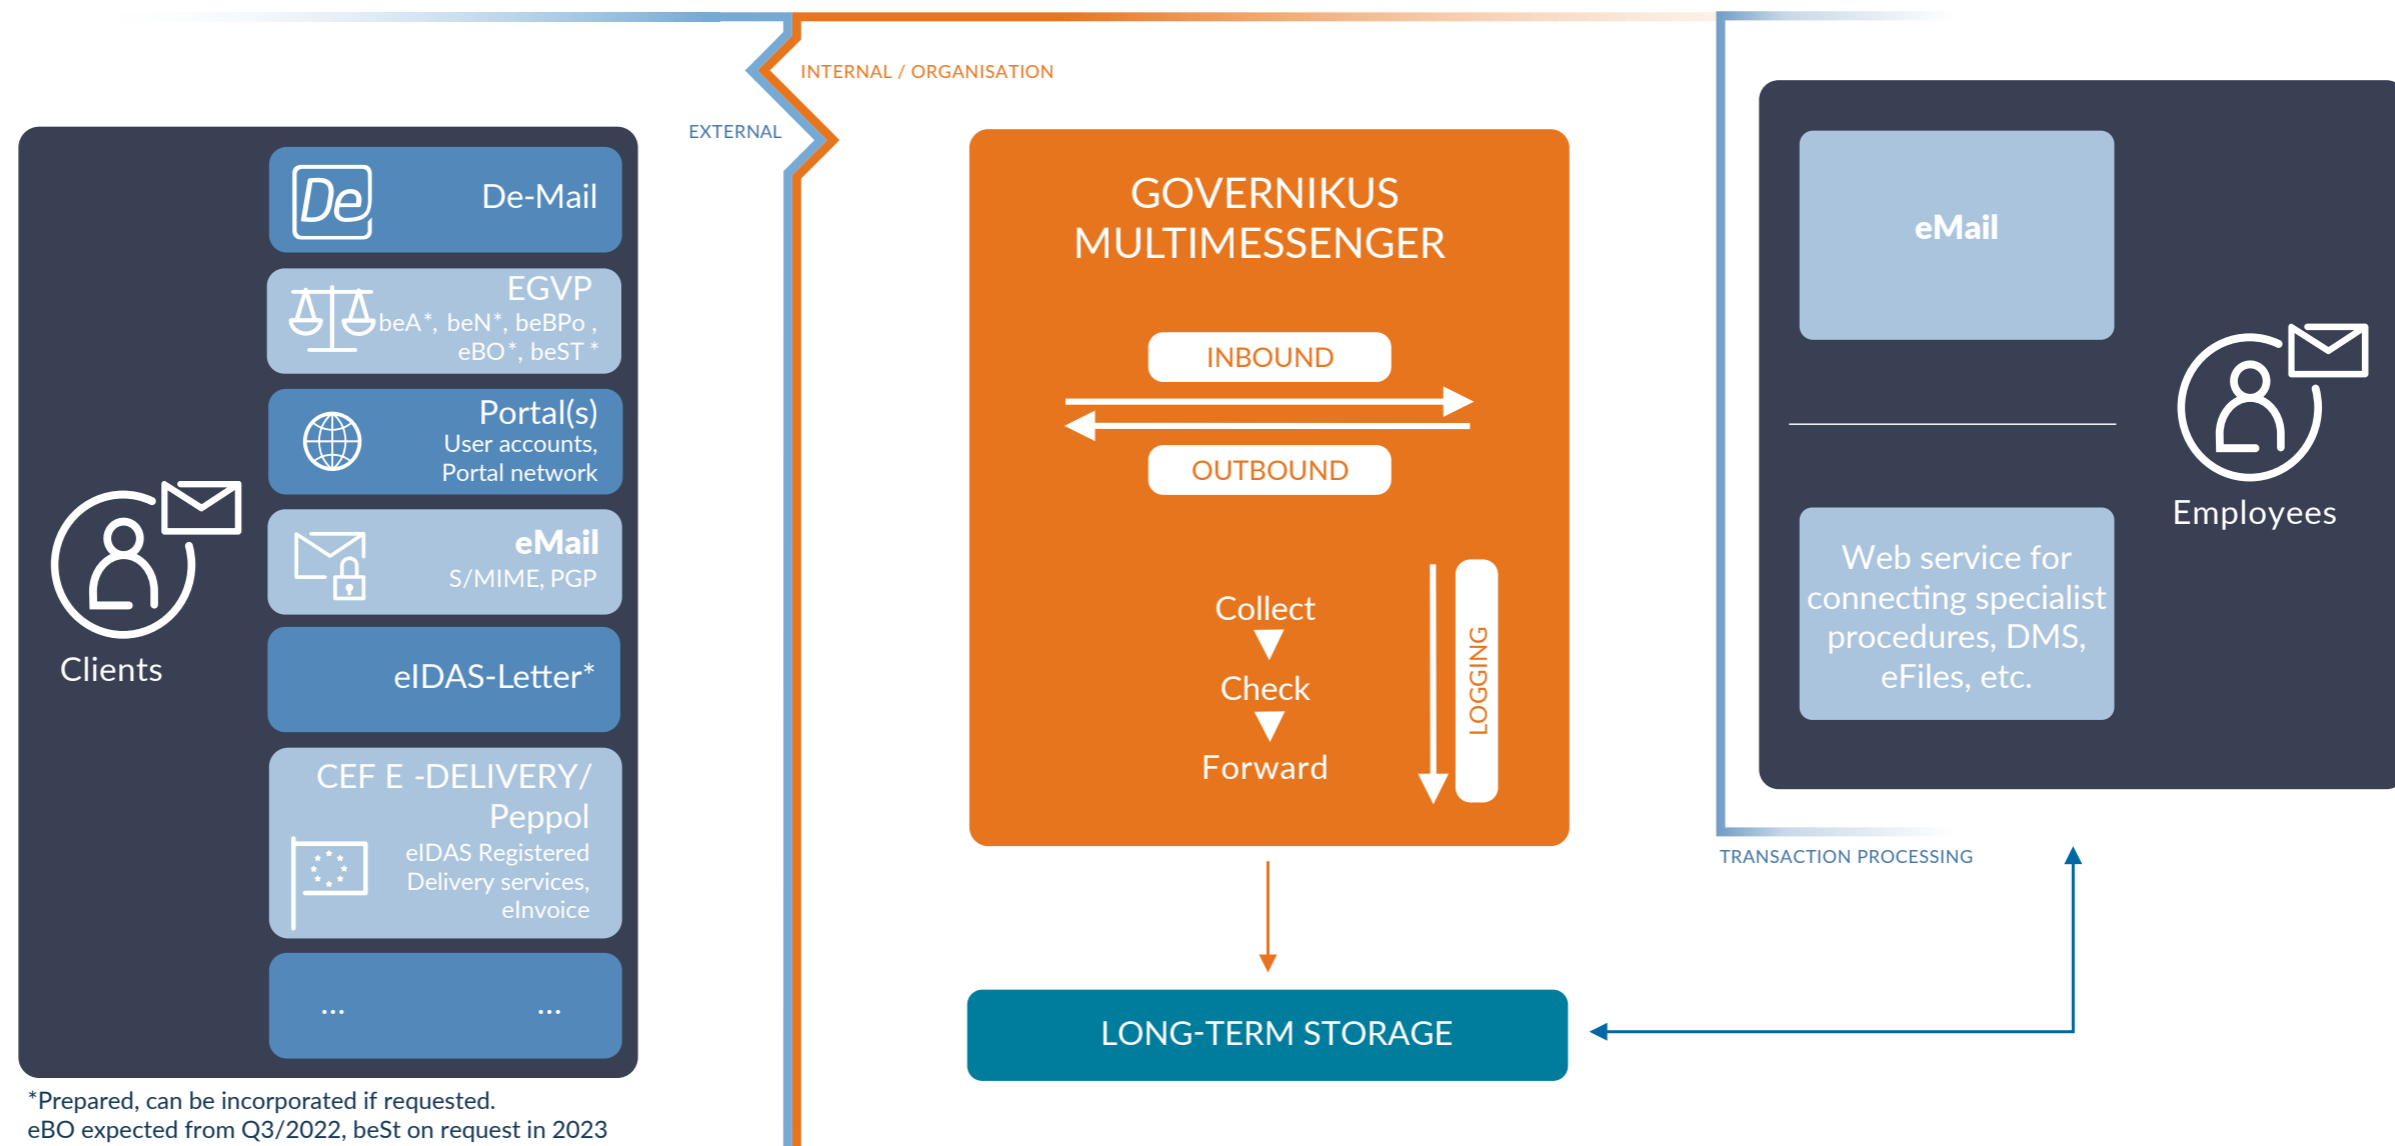 INTERNAL / ORGANISATION
EXTERNAL
De
De-Mail
EGVP
beA*, beN*, beBPo ,
eBO*, beST *
Portal(s)
User accounts,
Portal network
eMail
S/MIME, PGP
eIDAS-Letter*
CEF E -DELIVERY/
Peppol
eIDAS Registered
Delivery services,
eInvoice
... ...
Clients
*Prepared, can be incorporated if requested.
eBO expected from Q3/2022, beSt on request in 2023
GOVERNIKUS
MULTIMESSENGER
INBOUND
OUTBOUND
Collect
Check
Forward
LOGGING
LONG-TERM STORAGE
eMail
Web service for
connecting specialist
procedures, DMS,
eFiles, etc.
Employees
TRANSACTION PROCESSING